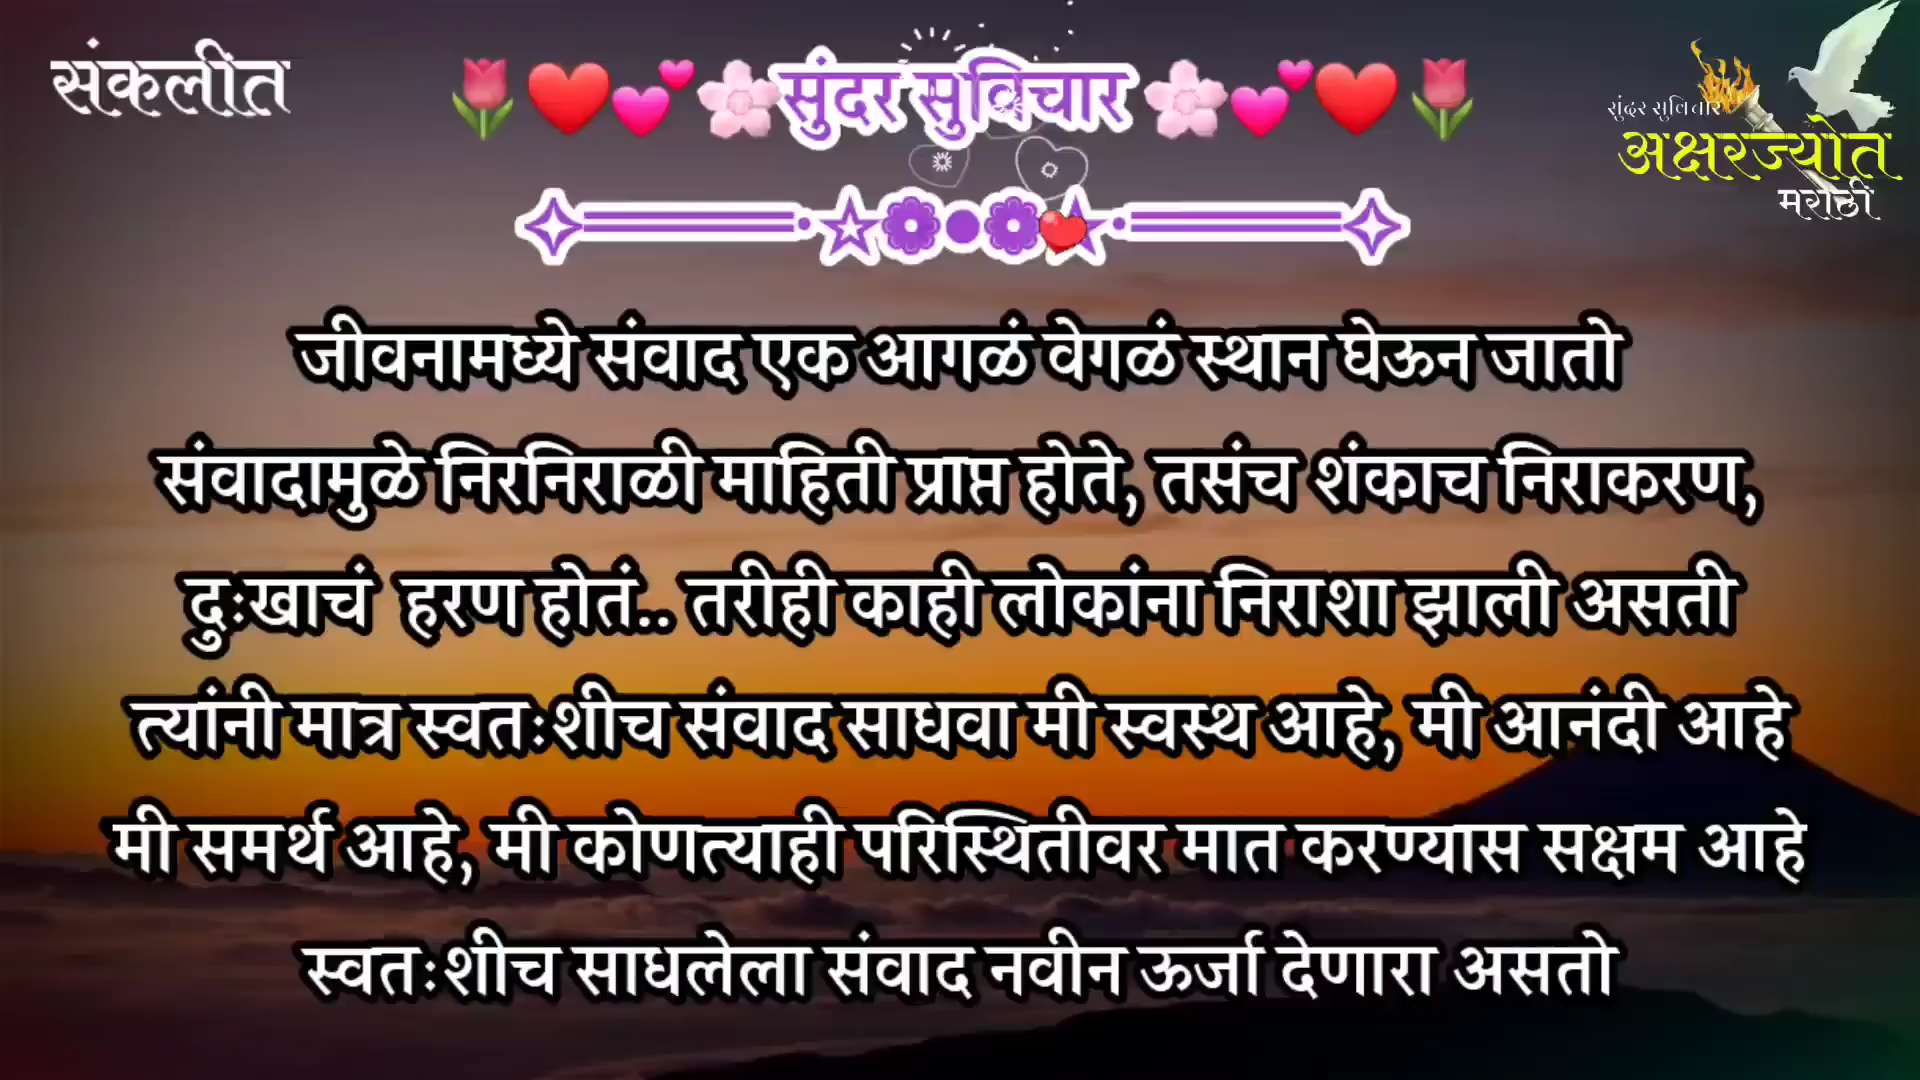 संकलीत
🌷❤️💕🌸सुंदर सुविचार🌸💕❤️🌷
सुंदर सुविचार
अक्षरज्योत
मराठी
जीवनामध्ये संवाद एक आगळं वेगळं स्थान घेऊन जातो
संवादामुळे निरनिराळी माहिती प्राप्त होते, तसंच शंकाच निराकरण,
दुःखाचं हरण होतं.. तरीही काही लोकांना निराशा झाली असती
त्यांनी मात्र स्वतःशीच संवाद साधवा मी स्वस्थ आहे, मी आनंदी आहे
मी समर्थ आहे, मी कोणत्याही परिस्थितीवर मात करण्यास सक्षम आहे
स्वतःशीच साधलेला संवाद नवीन ऊर्जा देणारा असतो